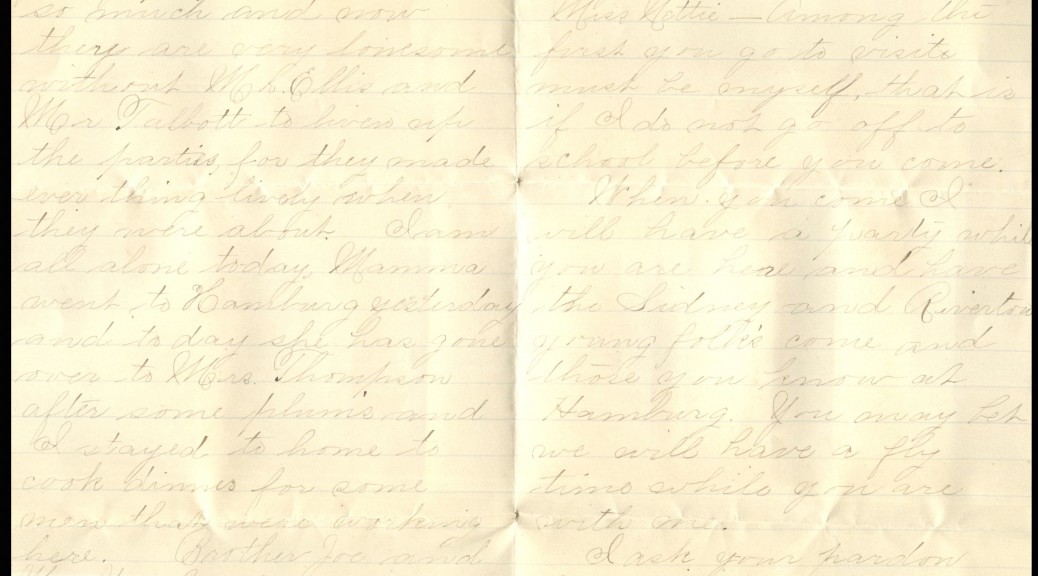 so much and now
they are very lonesome
without Mr. Ellis and
Mr Talbott to liven up
the parties, for they made
ever thing lively when
they were about. I am
all alone today, Mamma
went to Hamburg yesterday
and today she has gone
over to Mrs. Thompson
after some plums and
I stayed to home to
cook dinner for some
men that were working
here. Brother Joe and
Miss Nettie — Among the
first you go to visit
must be myself, that is
if I do not go off to
school before you come.
When you come I
will have a party while
you are here and have
the Sidney and Riverton
young folks come and
those you know at
Hamburg. You may bet
we will have a fly
time while you are
with me.
I ask your pardon